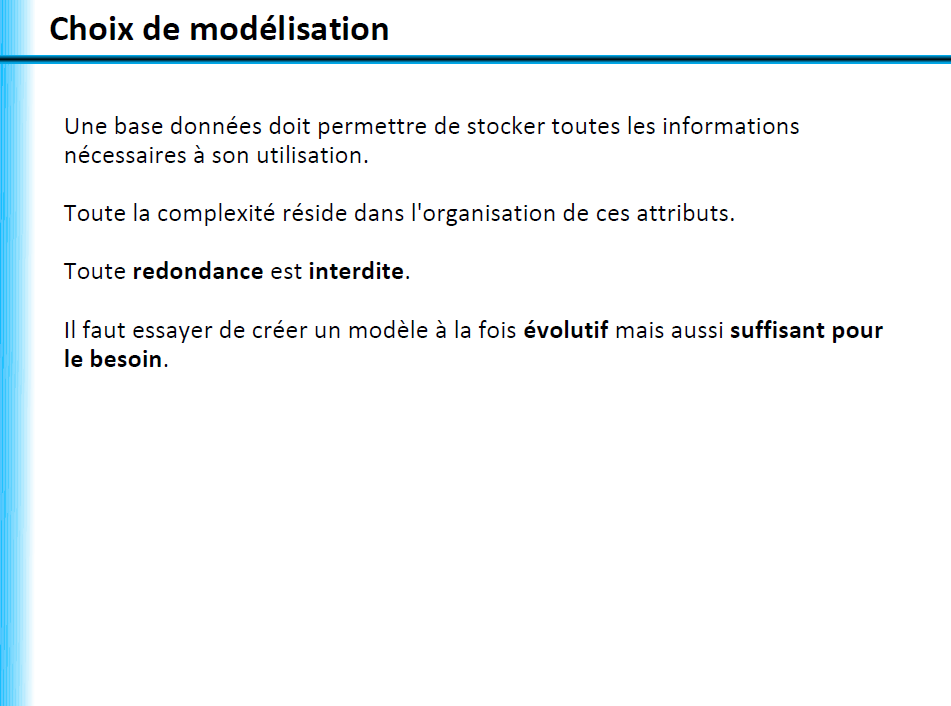 Choix de modélisation
Une base données doit permettre de stocker toutes les informations
nécessaires à son utilisation.
Toute la complexité réside dans l'organisation de ces attributs.
Toute redondance est interdite.
Il faut essayer de créer un modèle à la fois évolutif mais aussi suffisant pour
le besoin.